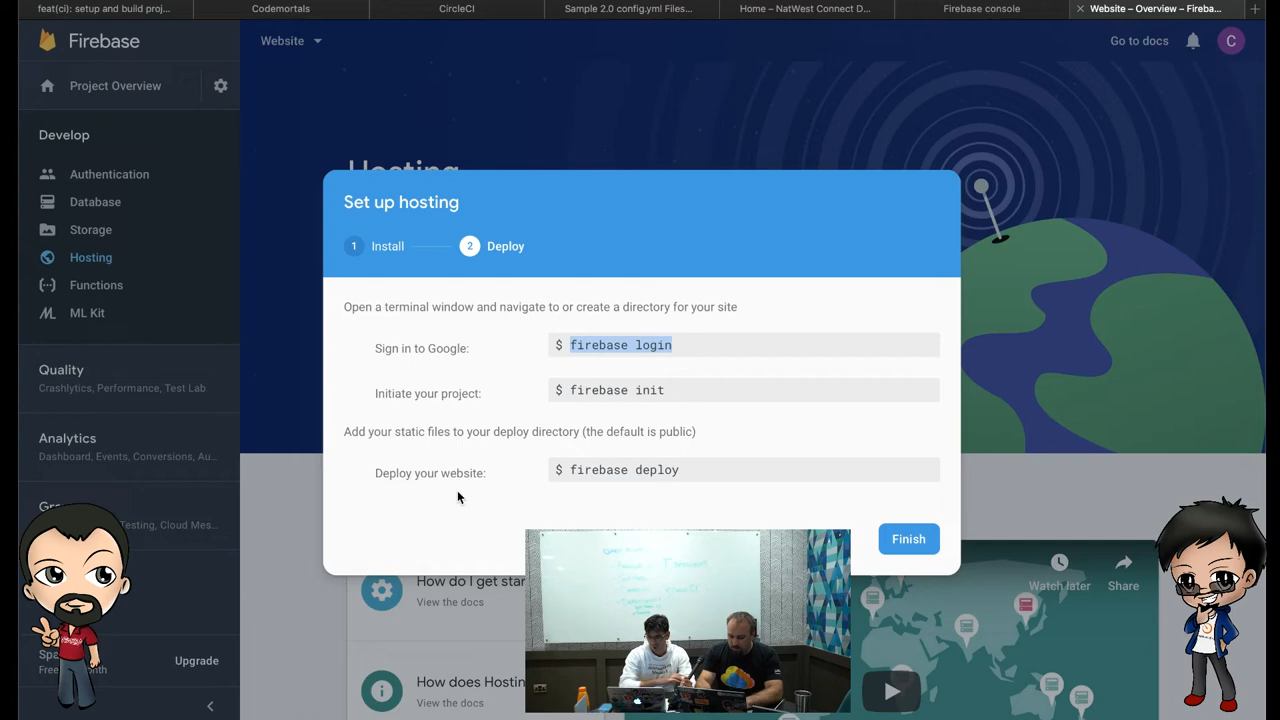 feat(ci): setup and build proj...
Codemortals
CircleCI
Sample 2.0 config.yml Files...
Home – NatWest Connect D...
Firebase console
Website – Overview – Fireba...
Firebase
Website
Go to docs
C
Project Overview
Develop
Authentication
Database
Storage
Hosting
Functions
ML Kit
Quality
Crashlytics, Performance, Test Lab
Analytics
Dashboard, Events, Conversions, Au...
Testing, Cloud Mes...
Upgrade
Hosting
Set up hosting
1 Install
2 Deploy
Open a terminal window and navigate to or create a directory for your site
Sign in to Google:
$ firebase login
Initiate your project:
$ firebase init
Add your static files to your deploy directory (the default is public)
Deploy your website:
$ firebase deploy
Finish
How do I get star
View the docs
How does Hostin
Watch later
Share